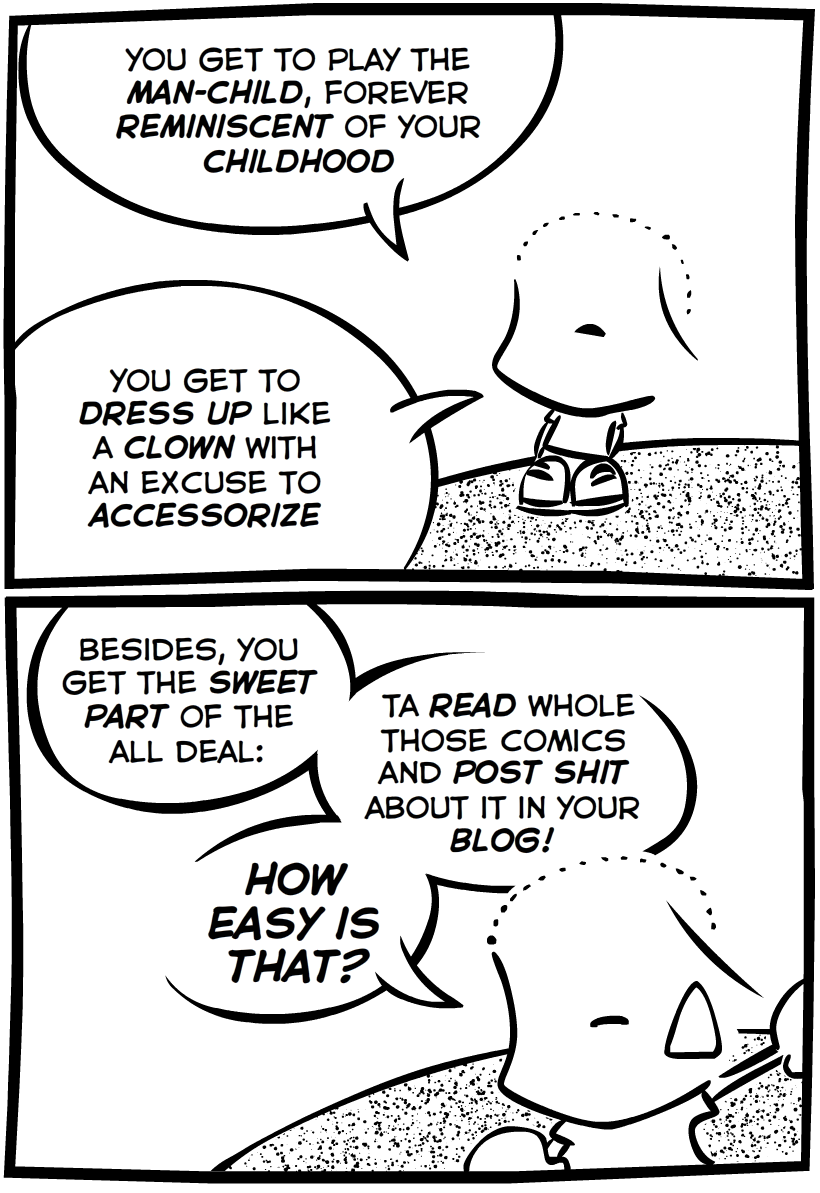 YOU GET TO PLAY THE
MAN-CHILD, FOREVER
REMINISCENT OF YOUR
CHILDHOOD
YOU GET TO
DRESS UP LIKE
A CLOWN WITH
AN EXCUSE TO
ACCESSORIZE
BESIDES, YOU
GET THE SWEET
PART OF THE
ALL DEAL:
TA READ WHOLE
THOSE COMICS
AND POST SHIT
ABOUT IT IN YOUR
BLOG!
HOW
EASY IS
THAT?